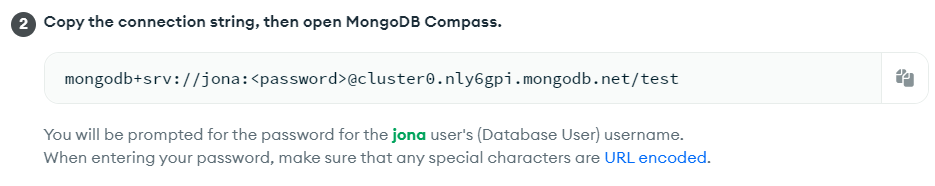 2 Copy the connection string, then open MongoDB Compass.
mongodb+srv://jona:<password>@cluster0.nly6gpi.mongodb.net/test
You will be prompted for the password for the jona user's (Database User) username.
When entering your password, make sure that any special characters are URL encoded.